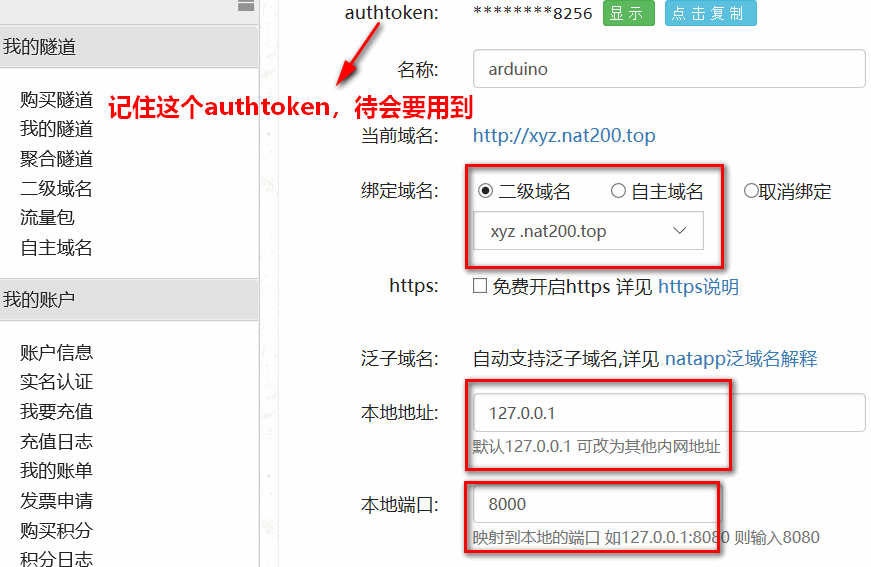 我的隧道
购买隧道
我的隧道
聚合隧道
二级域名
流量包
自主域名
我的账户
账户信息
实名认证
我要充值
充值日志
我的账单
发票申请
购买积分
积分日志
authtoken: ********8256 显示 点击复制
名称: arduino
记住这个authtoken，待会要用到
当前域名: http://xyz.nat200.top
绑定域名: 二级域名 自主域名 取消绑定
xyz .nat200.top
https: 免费开启https 详见 https说明
泛子域名: 自动支持泛子域名,详见 natapp泛域名解释
本地地址: 127.0.0.1
默认127.0.0.1 可改为其他内网地址
本地端口: 8000
映射到本地的端口 如127.0.0.1:8080 则输入8080